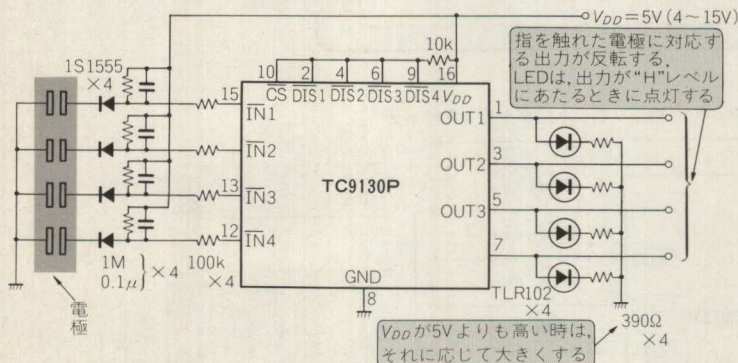 V_DD=5V(4~15V)
指を触れた電極に対応す
る出力が反転する.
LEDは,出力が"H"レベル
にあたるときに点灯する
1S1555
×4
10k
10 2 4 6 9 16
CS DIS1 DIS2 DIS3 DIS4 V_DD
15 IN1
IN2
13 IN3
12 IN4
TC9130P
OUT1 1
OUT2 3
OUT3 5
OUT4 7
GND
8
1M
0.1μ } ×4
100k
×4
電極
TLR102
×4
390Ω
×4
V_DDが5Vよりも高い時は,
それに応じて大きくする